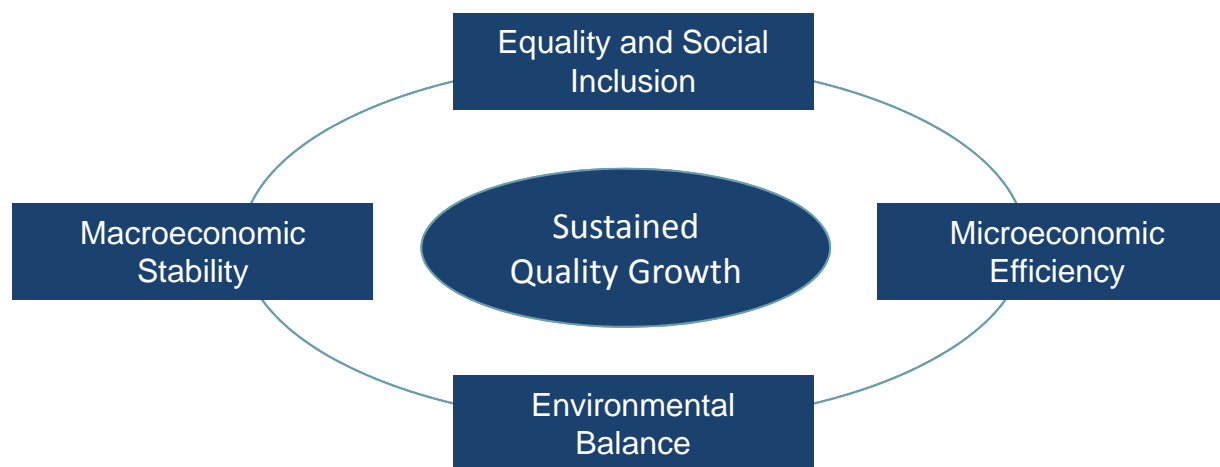 Equality and Social
Inclusion
Macroeconomic
Stability
Sustained
Quality Growth
Microeconomic
Efficiency
Environmental
Balance